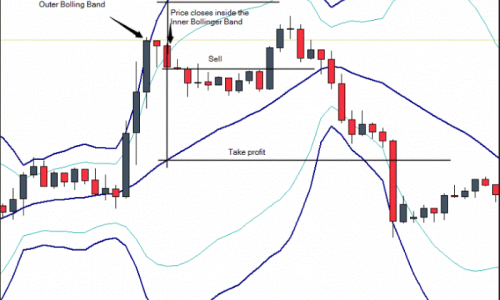 Outer Bolling Band
Price closes inside the
Inner Bollinger Band
Sell
Take profit